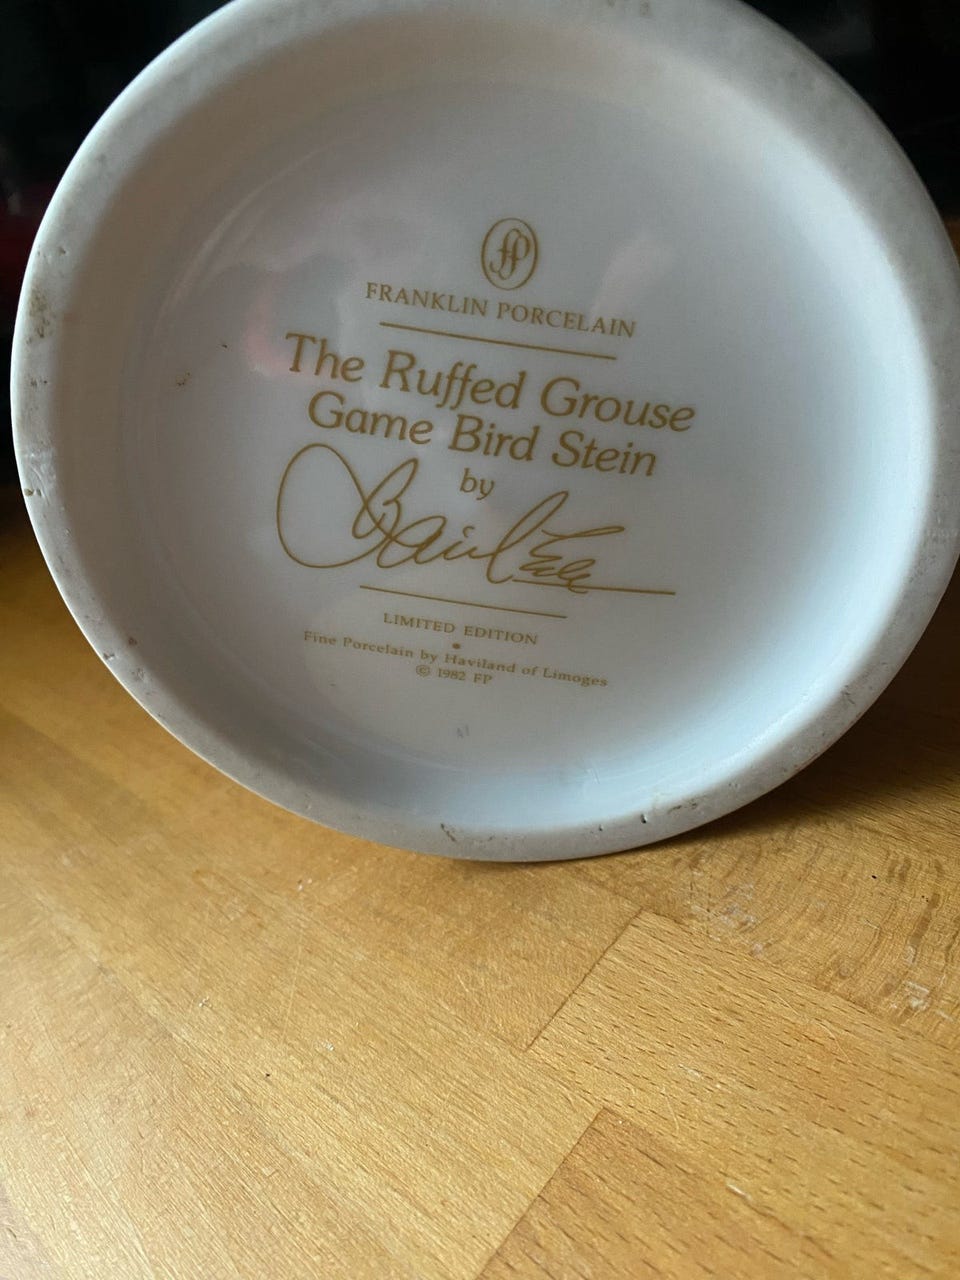 FP
FRANKLIN PORCELAIN
The Ruffed Grouse
Game Bird Stein
by
LIMITED EDITION
Fine Porcelain by Haviland of Limoges
© 1982 FP